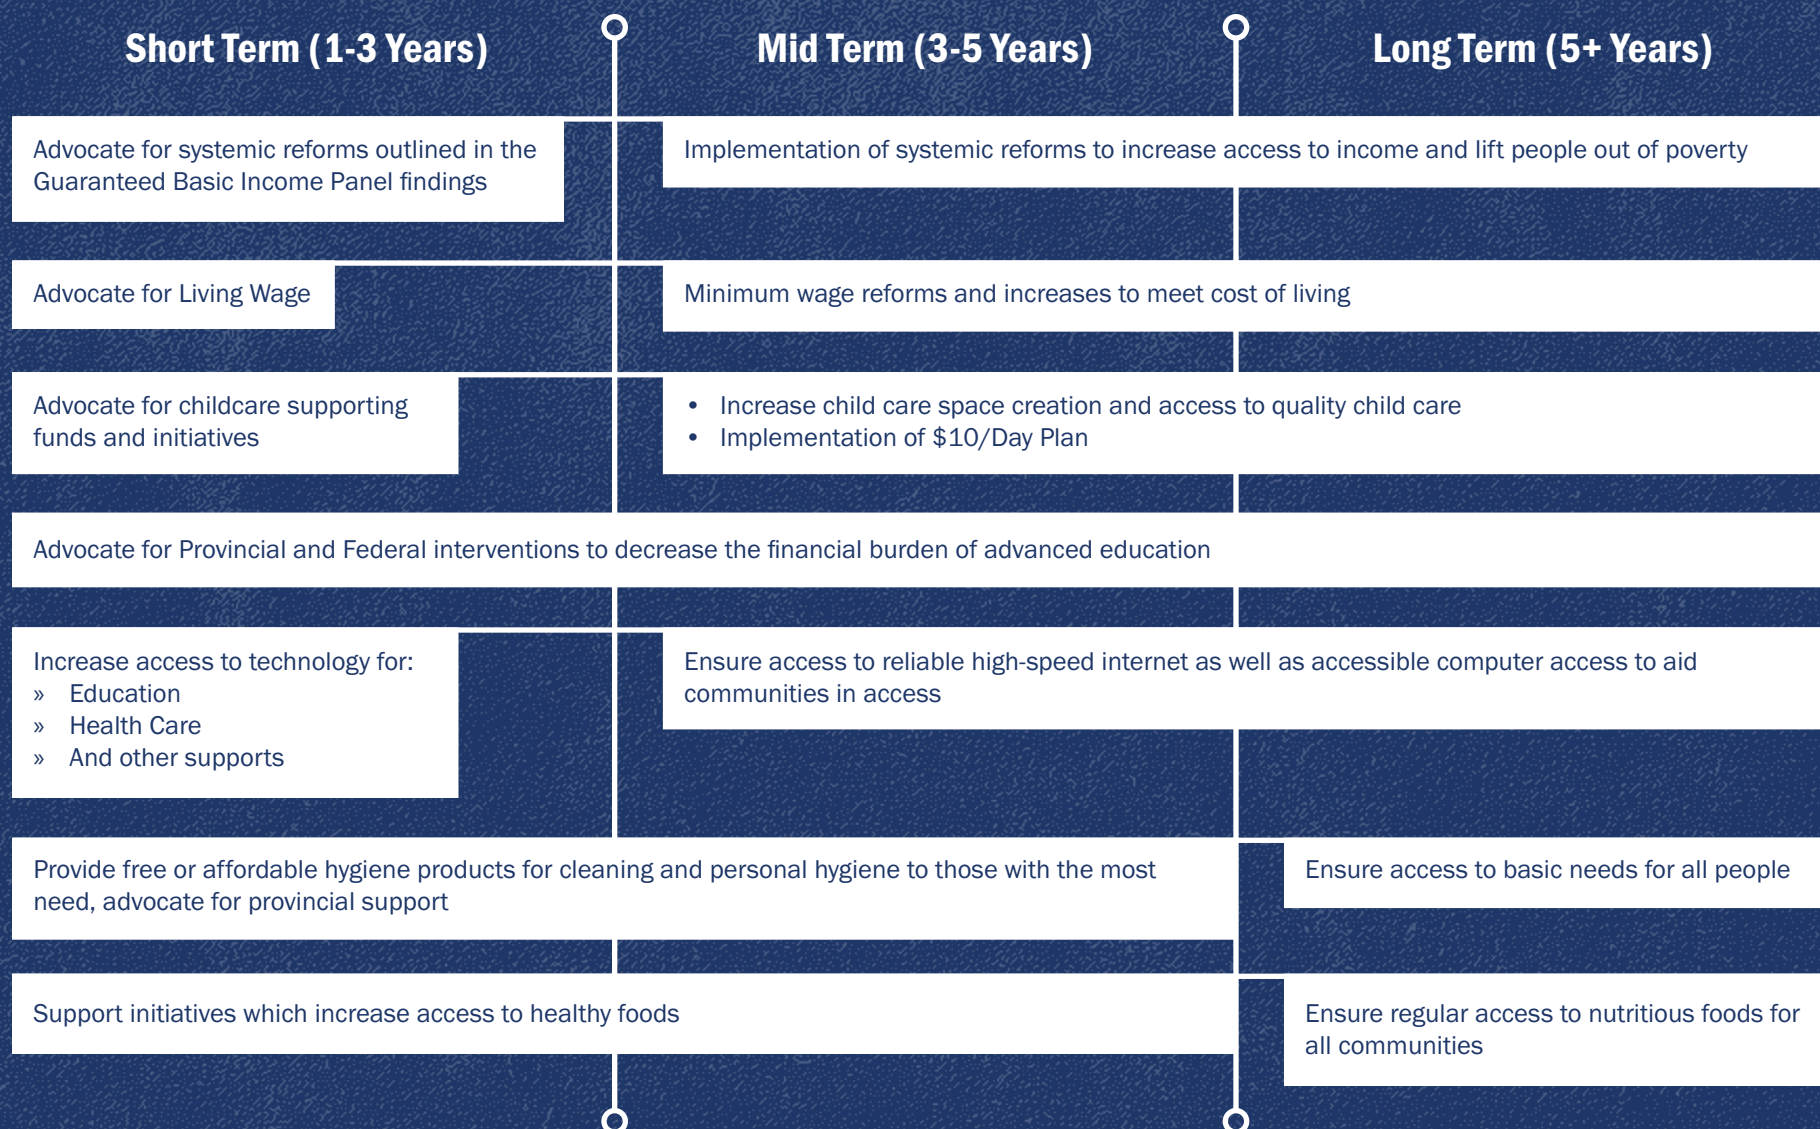 Short Term (1-3 Years)
Mid Term (3-5 Years)
Long Term (5+ Years)
Advocate for systemic reforms outlined in the
Guaranteed Basic Income Panel findings
Implementation of systemic reforms to increase access to income and lift people out of poverty
Advocate for Living Wage
Minimum wage reforms and increases to meet cost of living
Advocate for childcare supporting
funds and initiatives
• Increase child care space creation and access to quality child care
• Implementation of $10/Day Plan
Advocate for Provincial and Federal interventions to decrease the financial burden of advanced education
Increase access to technology for:
» Education
» Health Care
» And other supports
Ensure access to reliable high-speed internet as well as accessible computer access to aid
communities in access
Provide free or affordable hygiene products for cleaning and personal hygiene to those with the most
need, advocate for provincial support
Ensure access to basic needs for all people
Support initiatives which increase access to healthy foods
Ensure regular access to nutritious foods for
all communities